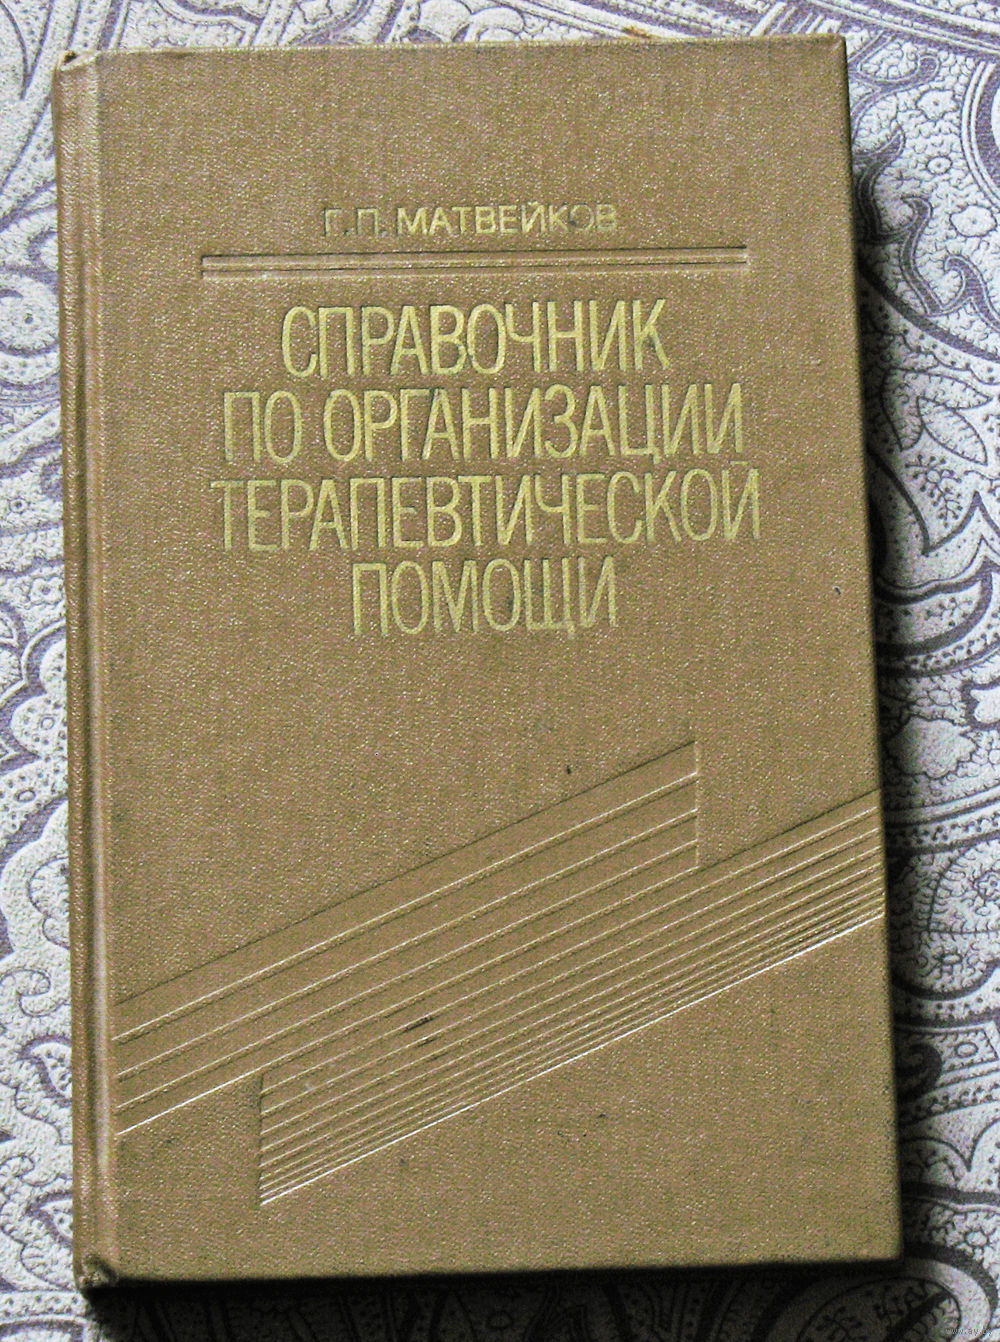 Г.П. МАТВЕЙКОВ
СПРАВОЧНИК
ПО ОРГАНИЗАЦИИ
ТЕРАПЕВТИЧЕСКОЙ
ПОМОЩИ